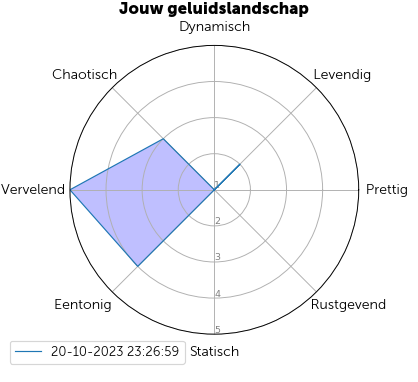 Jouw geluidslandschap
Dynamisch
Chaotisch
Levendig
Vervelend
1
Prettig
2
3
4
Eentonig
Rustgevend
5
20-10-2023 23:26:59
Statisch